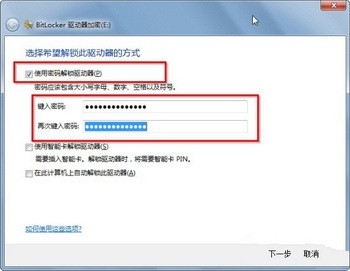 BitLocker 驱动器加密(E:)
选择希望解锁此驱动器的方式
使用密码解锁驱动器(P)
密码应该包含大小写字母、数字、空格以及符号。
键入密码:
●●●●●●●●●●●●●●
再次键入密码:
●●●●●●●●●●●●●●
使用智能卡解锁驱动器(S)
需要插入智能卡。解锁驱动器时，将需要智能卡 PIN。
在此计算机上自动解锁此驱动器(A)
如何使用这些选项?
下一步 取消